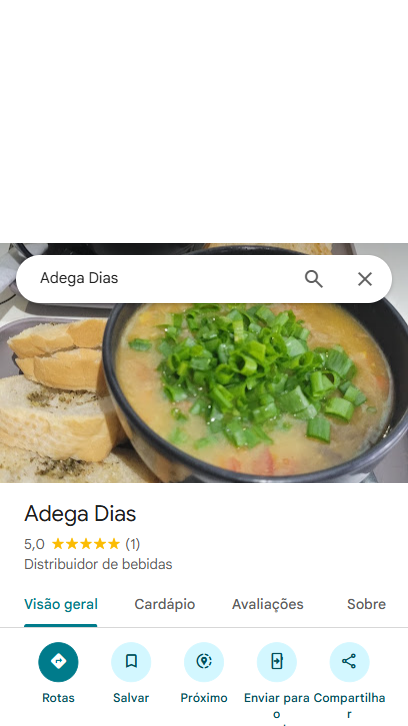 Adega Dias
Adega Dias
5,0 ★★★★★ (1)
Distribuidor de bebidas
Visão geral Cardápio Avaliações Sobre
Rotas Salvar Próximo Enviar para o Compartilhar